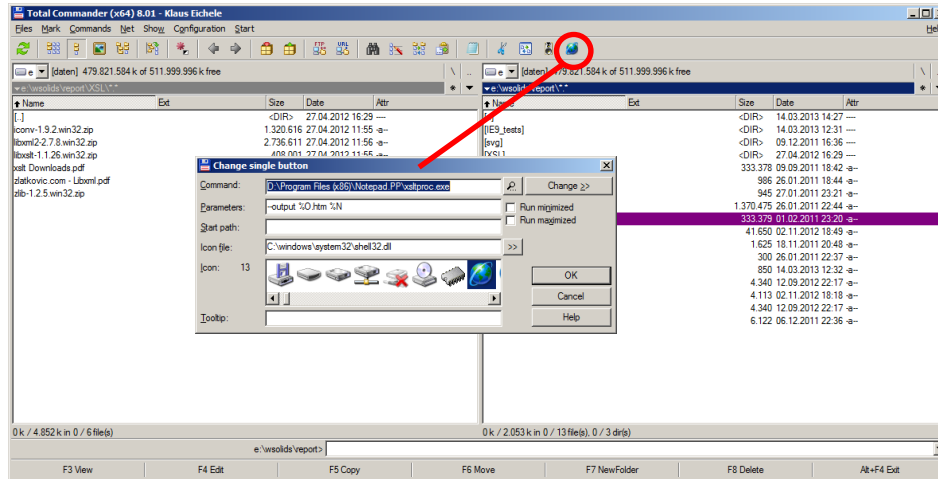 Total Commander (x64) 8.01 - Klaus Eichele
Files Mark Commands Net Show Configuration Start
FTP URL
e [daten] 479.821.584 k of 511.999.996 k free \ ..
e [daten] 479.821.584 k of 511.999.996 k free \
e:\wsolids\report\XSL\*.* *
e:\wsolids\report\*.* *
Name Ext Size Date Attr
Name Ext Size Date Attr
[..] <DIR> 27.04.2012 16:29 ----
iconv-1.9.2.win32.zip 1.320.616 27.04.2012 11:55 -a--
libxml2-2.7.8.win32.zip 2.736.611 27.04.2012 11:56 -a--
libxslt-1.1.26.win32.zip 408.001 27.04.2012 11:55 -a--
xslt Downloads.pdf
zlatkovic.com - Libxml.pdf
zlib-1.2.5.win32.zip
<DIR> 14.03.2013 14:27 ----
[IE9_tests] <DIR> 14.03.2013 12:31 ----
[svg] <DIR> 09.12.2011 16:36 ----
[XSL] <DIR> 27.04.2012 16:29 ----
333.378 09.09.2011 18:42 -a--
986 26.01.2011 18:44 -a--
945 27.01.2011 23:21 -a--
1.370.475 26.01.2011 22:44 -a--
333.379 01.02.2011 23:20 -a--
41.650 02.11.2012 18:49 -a--
1.625 18.11.2011 20:48 -a--
300 26.01.2011 22:37 -a--
850 14.03.2013 12:32 -a--
4.340 12.09.2012 22:17 -a--
4.113 02.11.2012 18:18 -a--
4.340 12.09.2012 22:17 -a--
6.122 06.12.2011 22:36 -a--
Change single button
Command: D:\Program Files (x86)\Notepad.PP\xsltproc.exe Change >>
Parameters: --output %O.htm %N Run minimized
Run maximized
Start path:
Icon file: C:\windows\system32\shell32.dll >>
Icon: 13
OK
Cancel
Tooltip: Help
0 k / 4.852 k in 0 / 6 file(s)
0 k / 2.053 k in 0 / 13 file(s), 0 / 3 dir(s)
e:\wsolids\report>
F3 View F4 Edit F5 Copy F6 Move F7 NewFolder F8 Delete Alt+F4 Exit